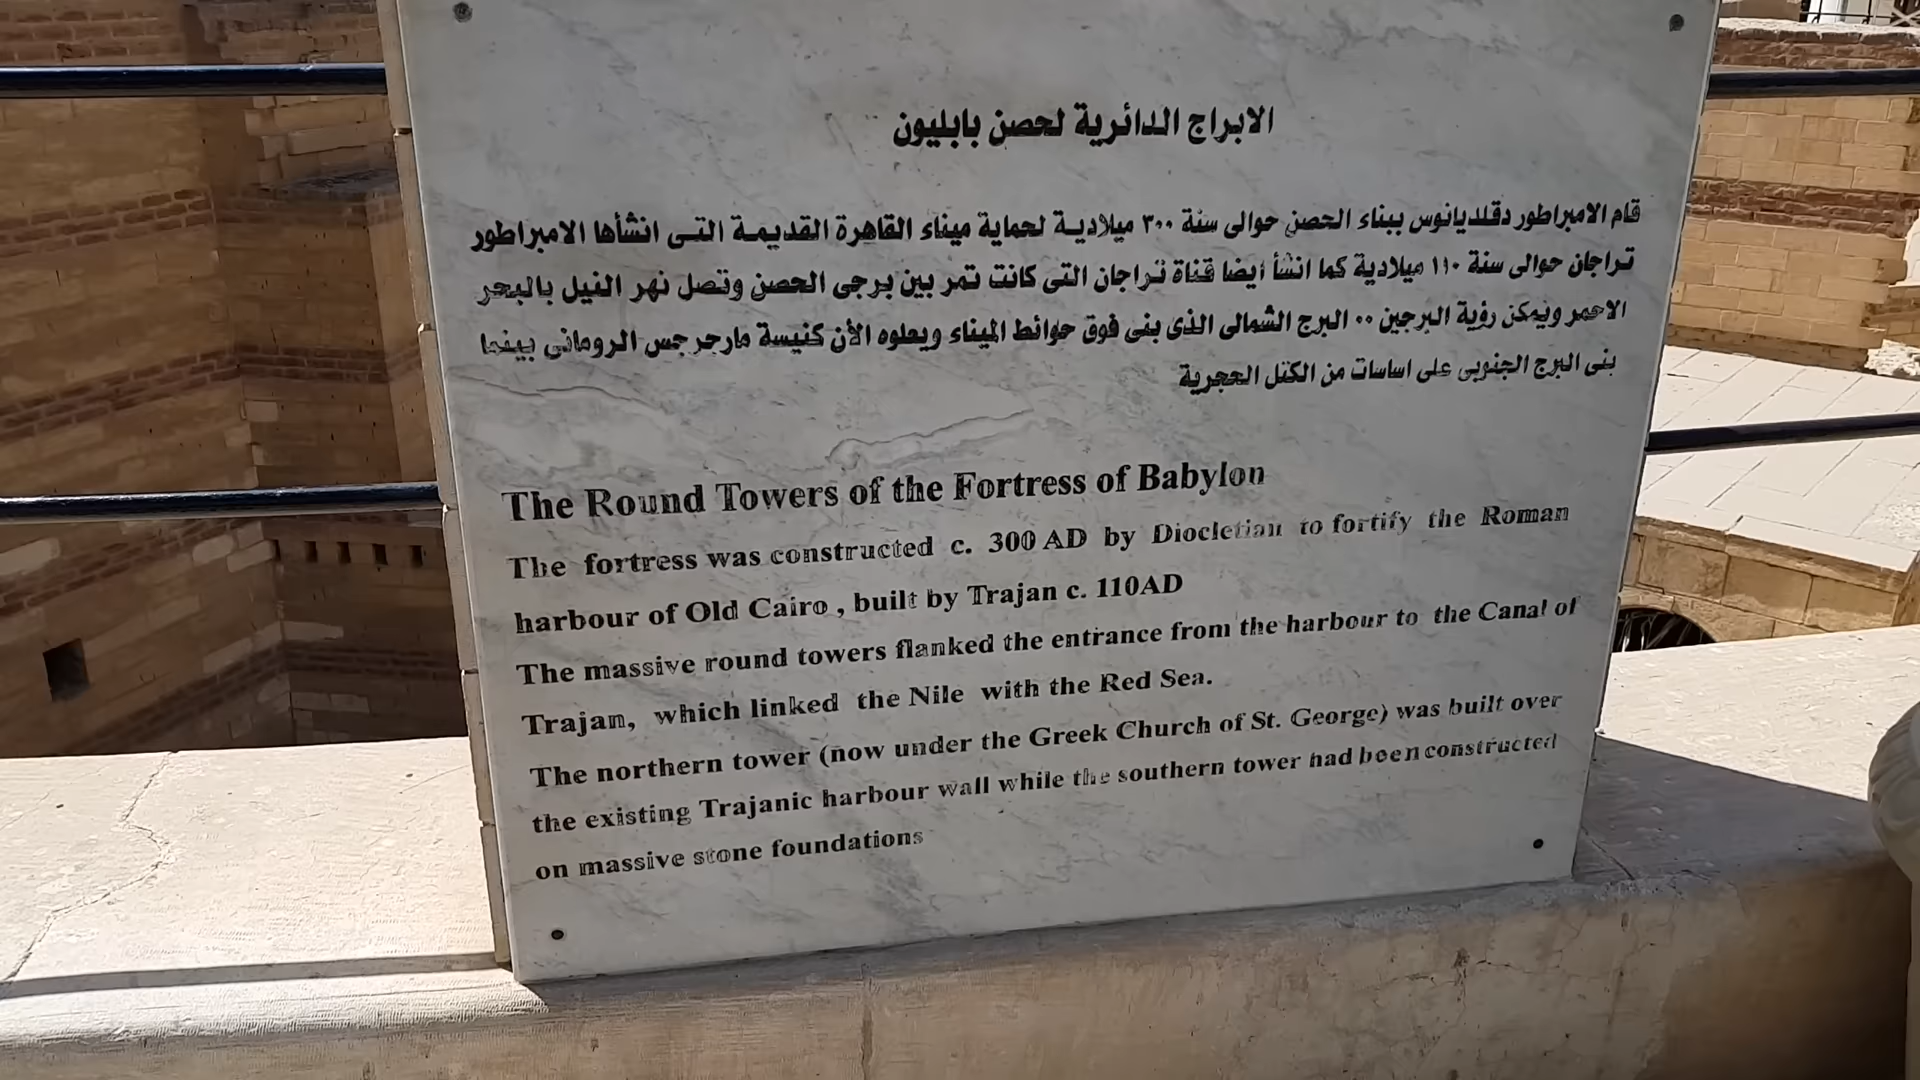 الابراج الدائرية لحصن بابليون
قام الامبراطور دقلديانوس ببناء الحصن حوالى سنة ٣٠٠ ميلادية لحماية ميناء القاهرة القديمة التى انشأها الامبراطور
تراجان حوالى سنة ١١٠ ميلادية كما انشأ أيضا قناة تراجان التى كانت تمر بين برجى الحصن وتصل نهر النيل بالبحر
الاحمر ويمكن رؤية البرجين ٠٠ البرج الشمالى الذى بنى فوق حوائط الميناء ويعلوه الأن كنيسة مارجرجس الرومانى بينما
بنى البرج الجنوبى على اساسات من الكتل الحجرية
The Round Towers of the Fortress of Babylon
The fortress was constructed c. 300 AD by Diocletian to fortify the Roman
harbour of Old Cairo , built by Trajan c. 110AD
The massive round towers flanked the entrance from the harbour to the Canal of
Trajan, which linked the Nile with the Red Sea.
The northern tower (now under the Greek Church of St. George) was built over
the existing Trajanic harbour wall while the southern tower had been constructed
on massive stone foundations